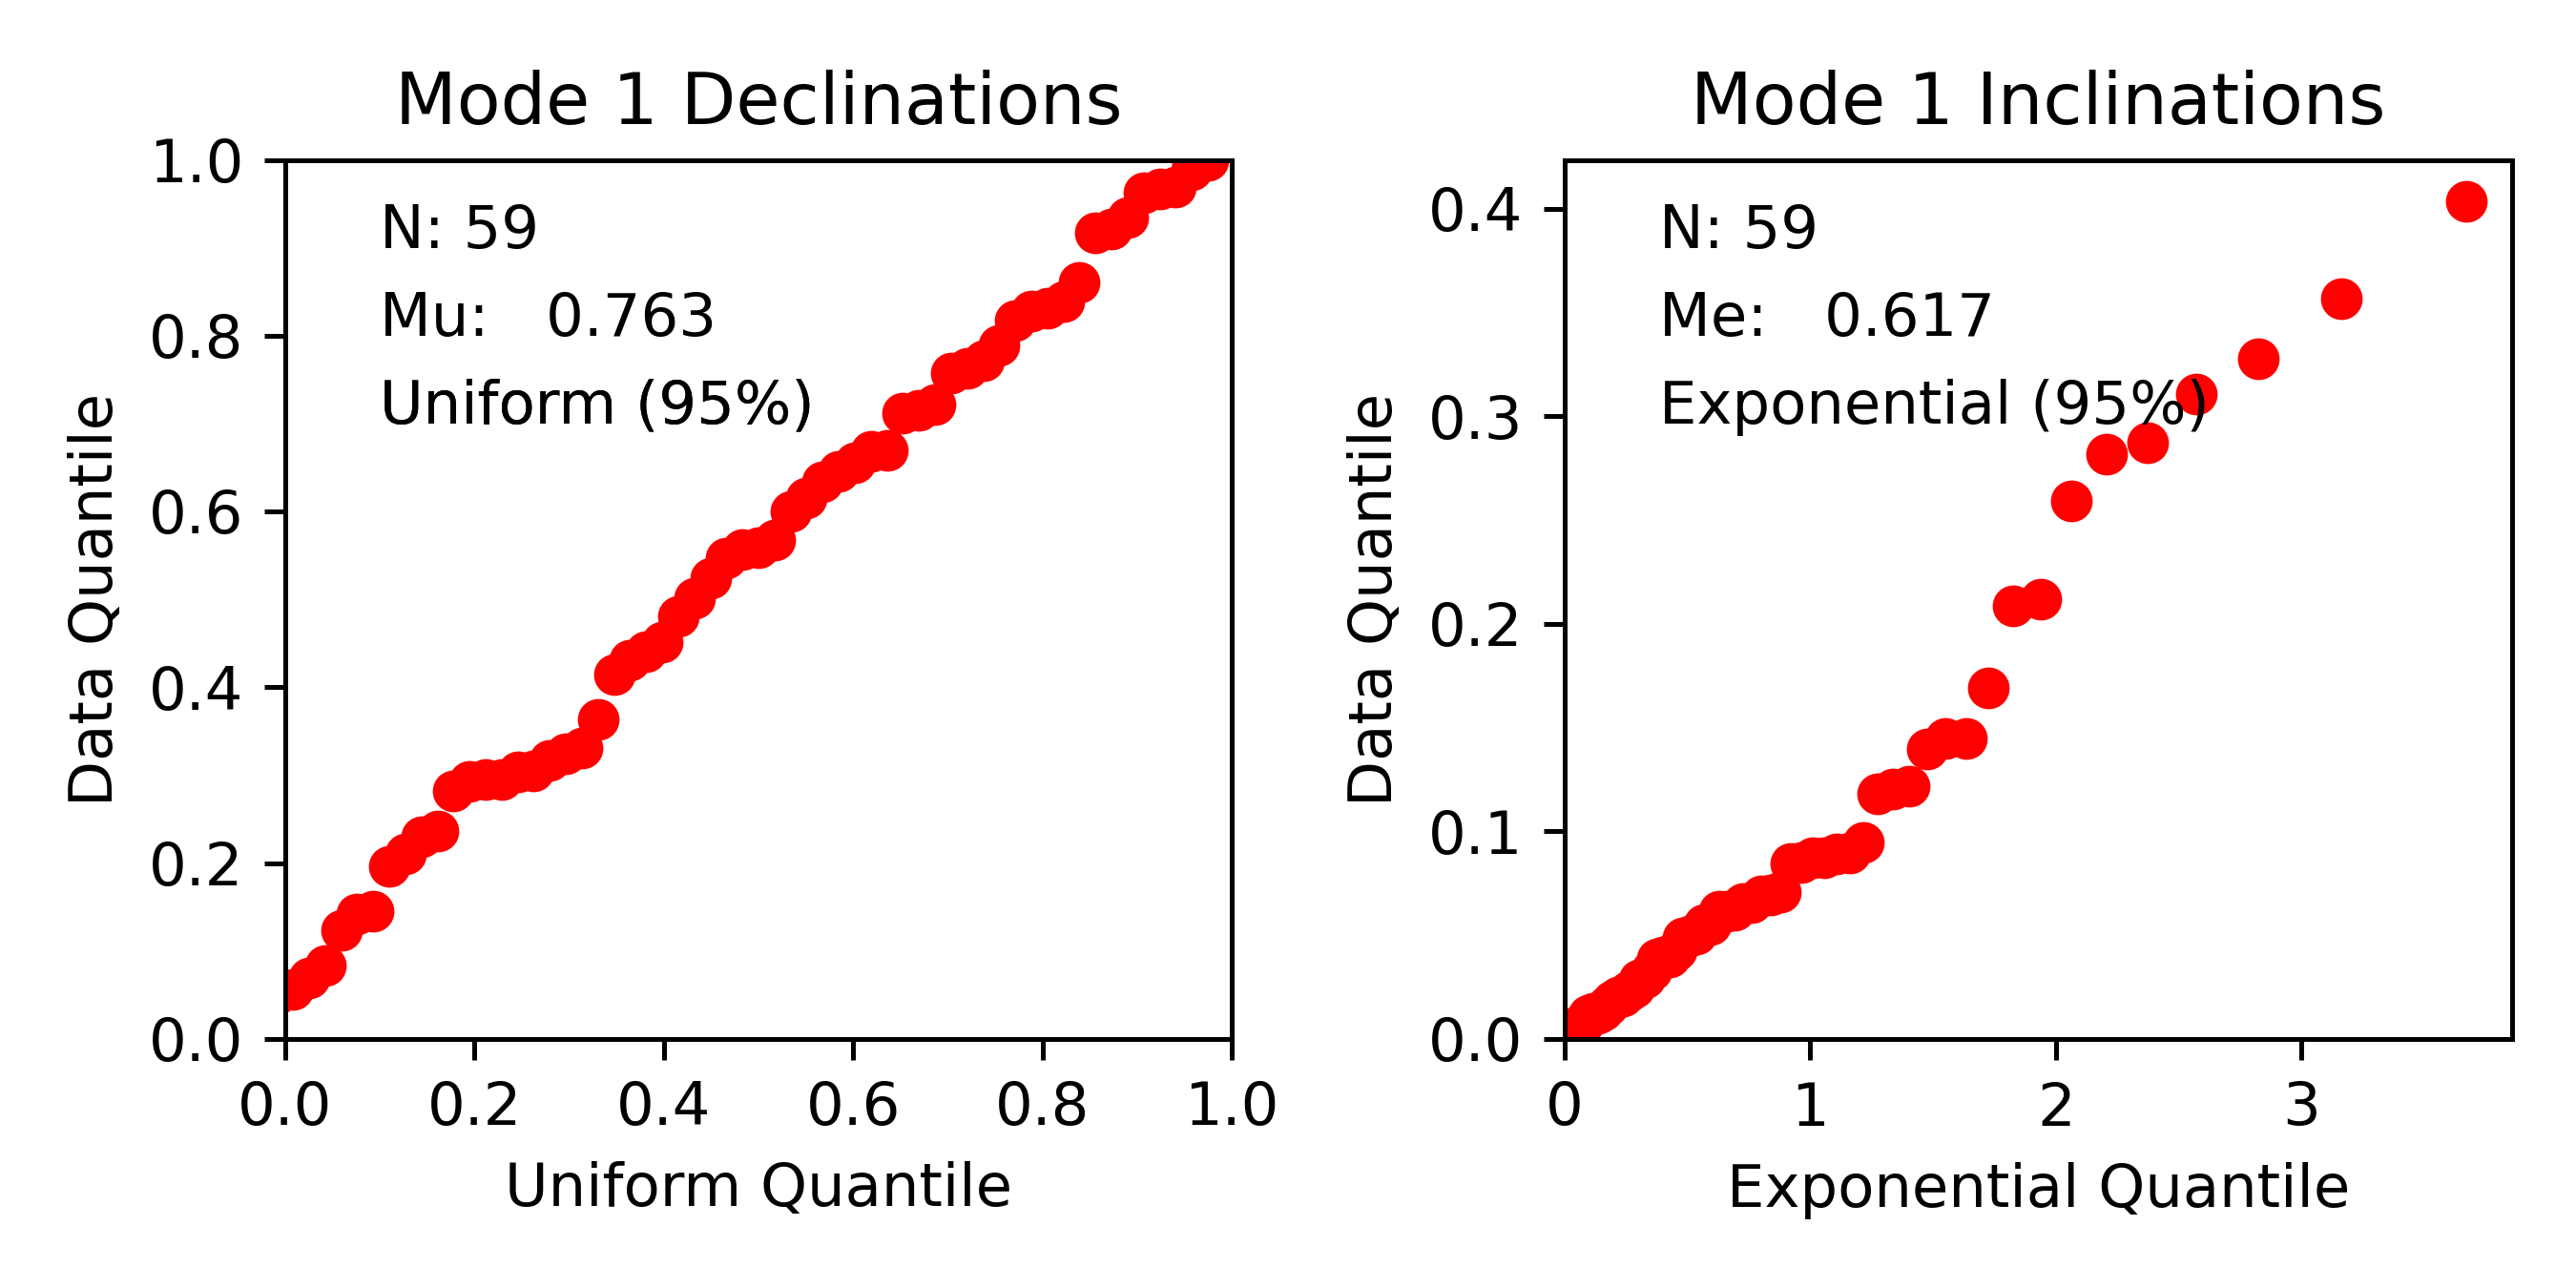 Mode 1 Declinations
1.0
0.8
0.6
0.4
0.2
0.0
Data Quantile
N: 59
Mu: 0.763
Uniform (95%)
0.0 0.2 0.4 0.6 0.8 1.0
Uniform Quantile
Mode 1 Inclinations
0.4
0.3
0.2
0.1
0.0
Data Quantile
N: 59
Me: 0.617
Exponential (95%)
0 1 2 3
Exponential Quantile